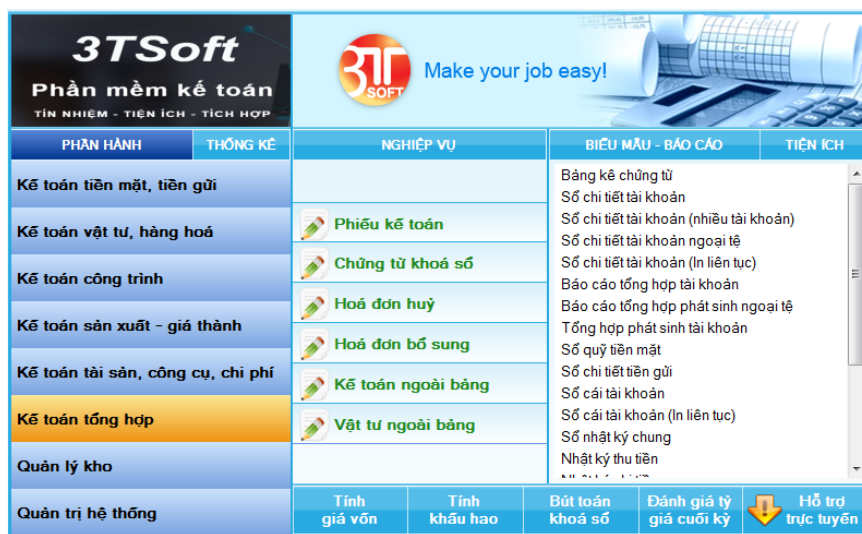 3TSoft
Phần mềm kế toán
TÍN NHIỆM - TIỆN ÍCH - TÍCH HỢP
3T
SOFT
Make your job easy!
PHẦN HÀNH
THỐNG KÊ
NGHIỆP VỤ
BIỂU MẪU - BÁO CÁO
TIỆN ÍCH
Kế toán tiền mặt, tiền gửi
Kế toán vật tư, hàng hoá
Kế toán công trình
Kế toán sản xuất - giá thành
Kế toán tài sản, công cụ, chi phí
Kế toán tổng hợp
Quản lý kho
Quản trị hệ thống
Phiếu kế toán
Chứng từ khoá sổ
Hoá đơn huỷ
Hoá đơn bổ sung
Kế toán ngoài bảng
Vật tư ngoài bảng
Bảng kê chứng từ
Sổ chi tiết tài khoản
Sổ chi tiết tài khoản (nhiều tài khoản)
Sổ chi tiết tài khoản ngoại tệ
Sổ chi tiết tài khoản (In liên tục)
Báo cáo tổng hợp tài khoản
Báo cáo tổng hợp phát sinh ngoại tệ
Tổng hợp phát sinh tài khoản
Sổ quỹ tiền mặt
Sổ chi tiết tiền gửi
Sổ cái tài khoản
Sổ cái tài khoản (In liên tục)
Sổ nhật ký chung
Nhật ký thu tiền
Tính
giá vốn
Tính
khấu hao
Bút toán
khoá sổ
Đánh giá tỷ
giá cuối kỳ
Hỗ trợ
trực tuyến